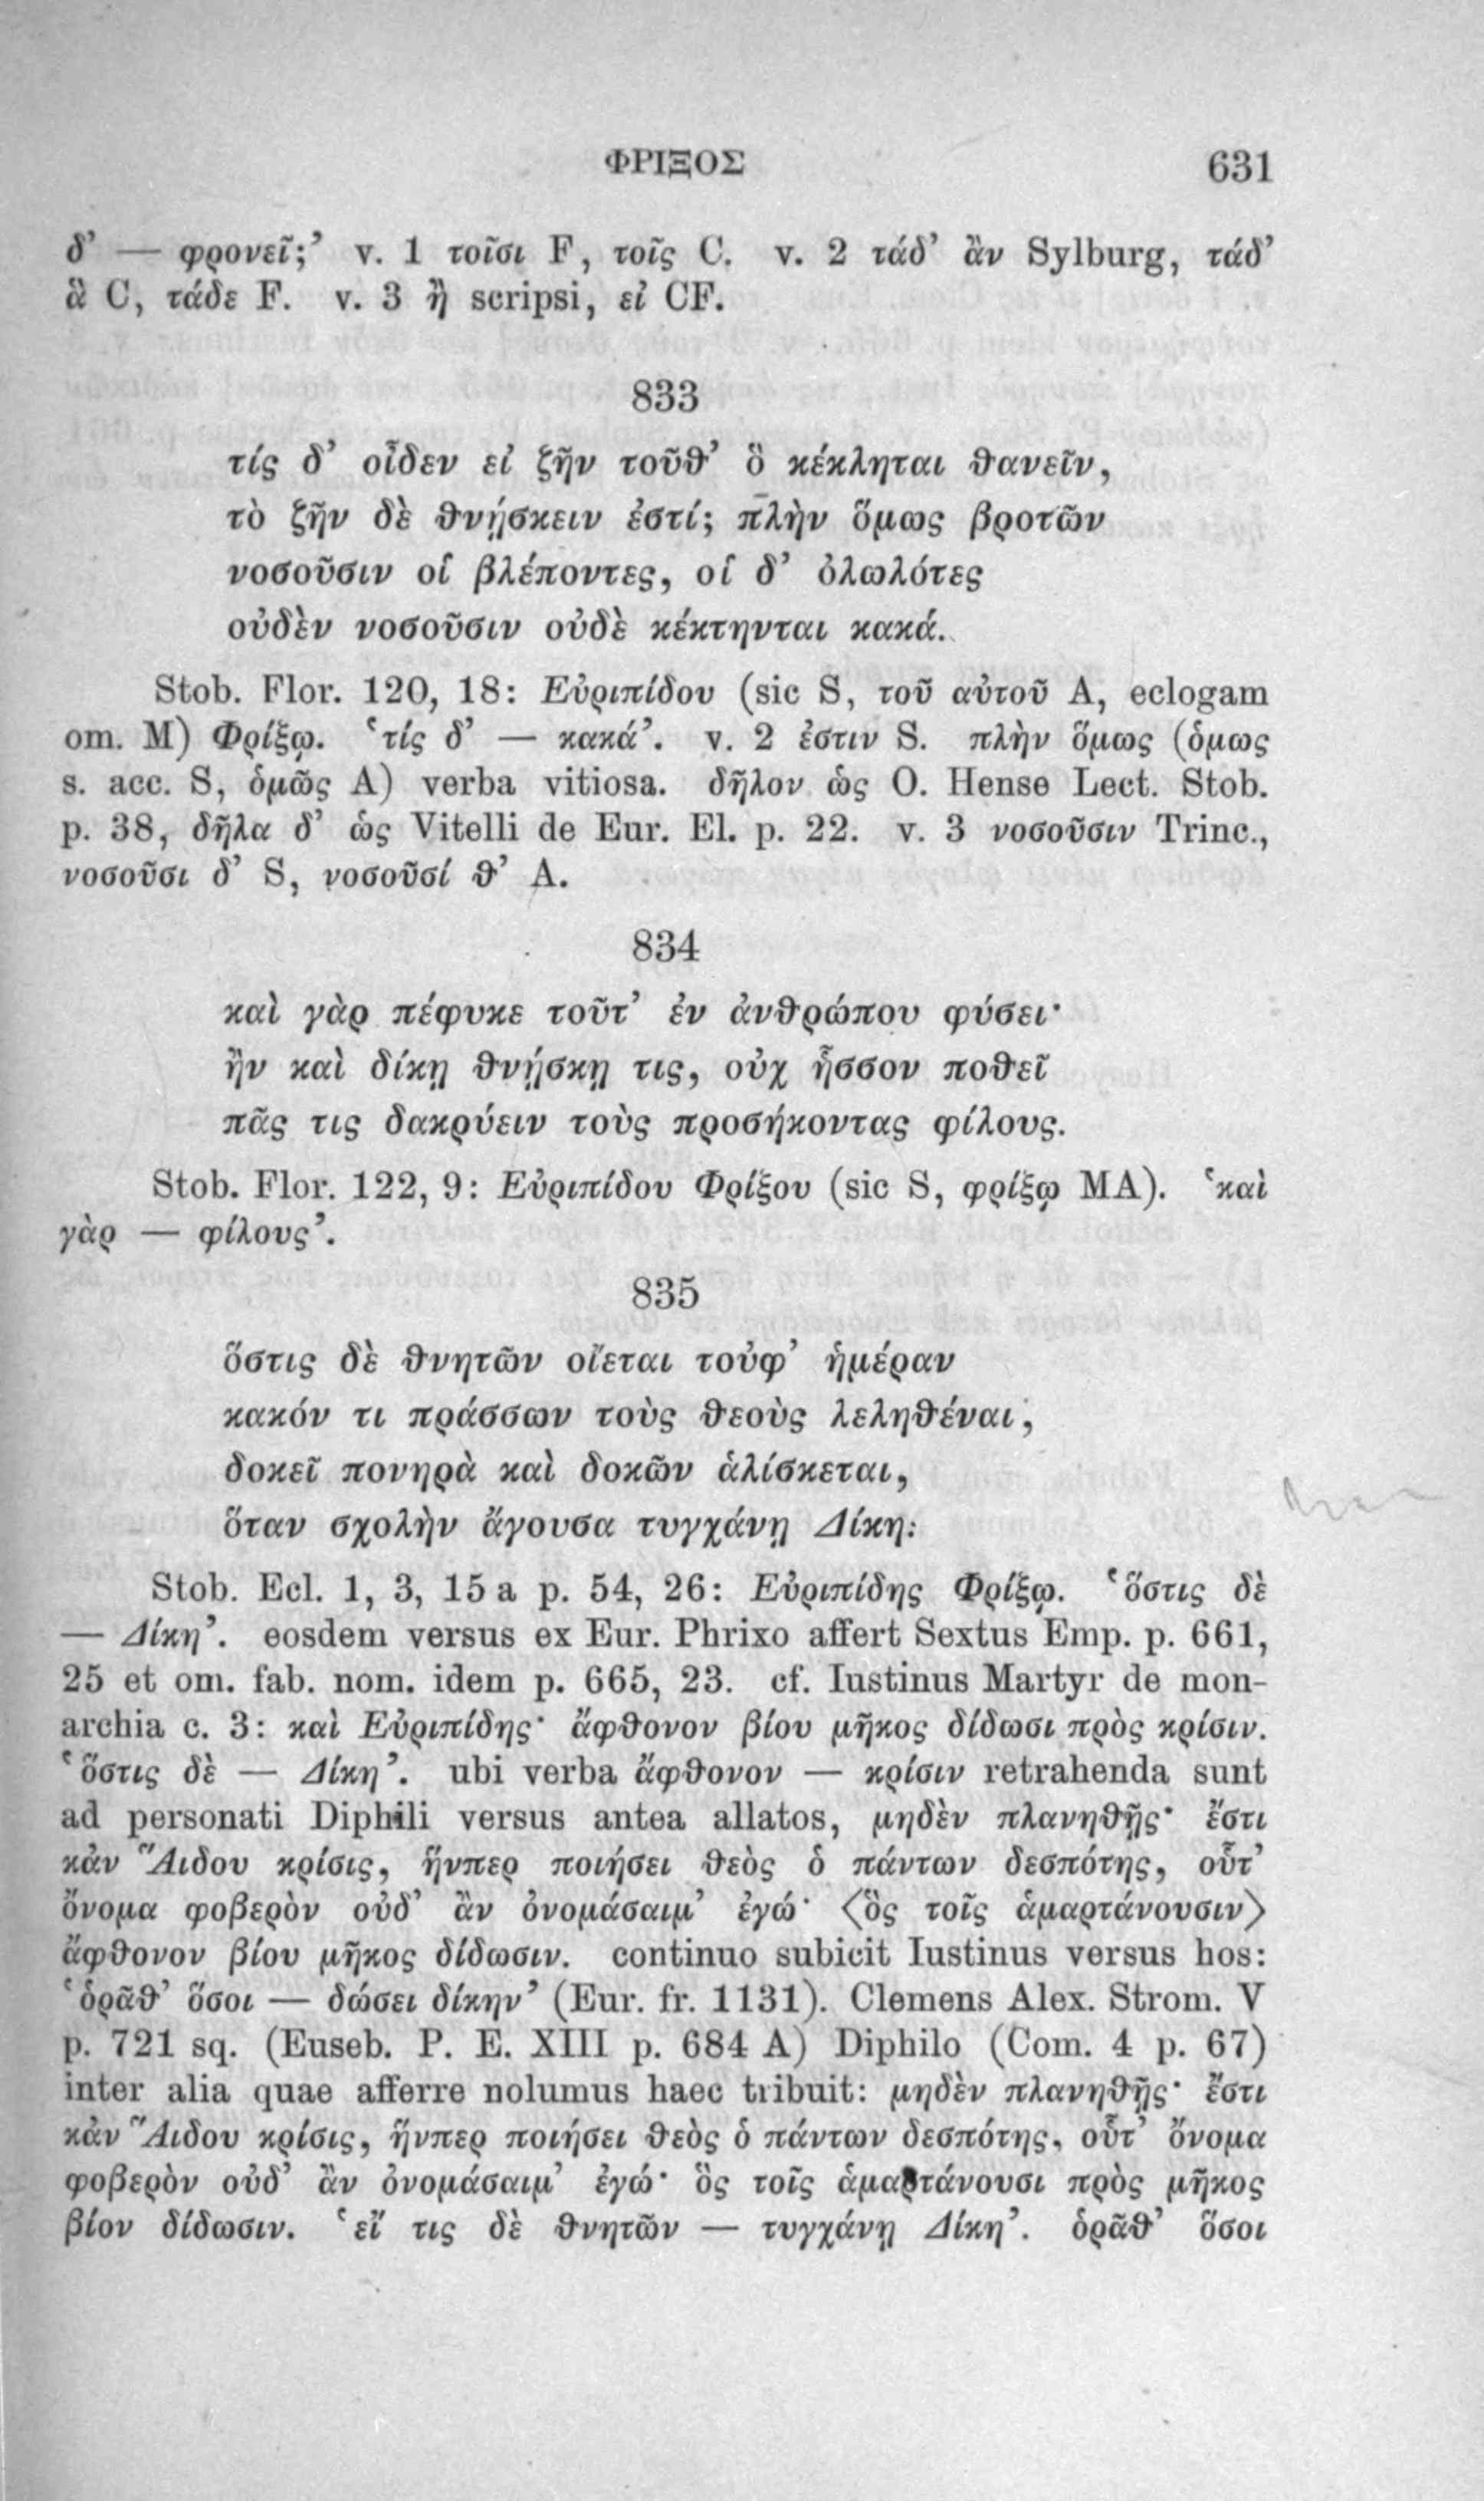 ΦΡΙΞΟΣ 631
δ’ — φρονεῖ;’ v. 1 τοῖσι F, τοῖς C. v. 2 τάδ’ ἂν Sylburg, τάδ’
ἃ C, τάδε F. v. 3 ἢ scripsi, εἰ CF.
833
τίς δ’ οἶδεν εἰ ζῆν τοῦθ’ ὃ κέκληται θανεῖν,
τὸ ζῆν δὲ θνῄσκειν ἐστί; πλὴν ὅμως βροτῶν
νοσοῦσιν οἱ βλέποντες, οἱ δ’ ὀλωλότες
οὐδὲν νοσοῦσιν οὐδὲ κέκτηνται κακά.
Stob. Flor. 120, 18: Εὐριπίδου (sic S, τοῦ αὐτοῦ A, eclogam
om. M) Φρίξῳ. ‘τίς δ’ — κακά’. v. 2 ἐστιν S. πλὴν ὅμως (ὁμως
s. acc. S, ὁμῶς A) verba vitiosa. δῆλον ὡς O. Hense Lect. Stob.
p. 38, δῆλα δ’ ὡς Vitelli de Eur. El. p. 22. v. 3 νοσοῦσιν Trinc.,
νοσοῦσι δ’ S, νοσοῦσί θ’ A.
834
καὶ γὰρ πέφυκε τοῦτ’ ἐν ἀνθρώπου φύσει·
ἢν καὶ δίκῃ θνῄσκῃ τις, οὐχ ἧσσον ποθεῖ
πᾶς τις δακρύειν τοὺς προσήκοντας φίλους.
Stob. Flor. 122, 9: Εὐριπίδου Φρίξου (sic S, φρίξῳ MA). ‘καὶ
γὰρ — φίλους’.
835
ὅστις δὲ θνητῶν οἴεται τοὐφ’ ἡμέραν
κακόν τι πράσσων τοὺς θεοὺς λεληθέναι,
δοκεῖ πονηρὰ καὶ δοκῶν ἁλίσκεται,
ὅταν σχολὴν ἄγουσα τυγχάνῃ Δίκη.
Stob. Ecl. 1, 3, 15 a p. 54, 26: Εὐριπίδης Φρίξῳ. ‘ὅστις δὲ
— Δίκη’. eosdem versus ex Eur. Phrixo affert Sextus Emp. p. 661,
25 et om. fab. nom. idem p. 665, 23. cf. Iustinus Martyr de mon-
archia c. 3: καὶ Εὐριπίδης· ἄφθονον βίου μῆκος δίδωσι πρὸς κρίσιν.
‘ὅστις δὲ — Δίκη’. ubi verba ἄφθονον — κρίσιν retrahenda sunt
ad personati Diphili versus antea allatos, μηδὲν πλανηθῇς· ἔστι
κἀν Ἅιδου κρίσις, ἥνπερ ποιήσει θεὸς ὁ πάντων δεσπότης, οὗτ’
ὄνομα φοβερὸν οὐδ’ ἂν ὀνομάσαιμ’ ἐγώ· ⟨ὃς τοῖς ἁμαρτάνουσιν⟩
ἄφθονον βίου μῆκος δίδωσιν. continuo subicit Iustinus versus hos:
‘ὁρᾶθ’ ὅσοι — δώσει δίκην’ (Eur. fr. 1131). Clemens Alex. Strom. V
p. 721 sq. (Euseb. P. E. XIII p. 684 A) Diphilo (Com. 4 p. 67)
inter alia quae afferre nolumus haec tribuit: μηδὲν πλανηθῇς· ἔστι
κἀν Ἅιδου κρίσις, ἥνπερ ποιήσει θεὸς ὁ πάντων δεσπότης, οὗτ’ ὄνομα
φοβερὸν οὐδ’ ἂν ὀνομάσαιμ’ ἐγώ· ὃς τοῖς ἁμαρτάνουσι πρὸς μῆκος
βίον δίδωσιν. ‘εἴ τις δὲ θνητῶν — τυγχάνῃ Δίκη’. ὁρᾶθ’ ὅσοι